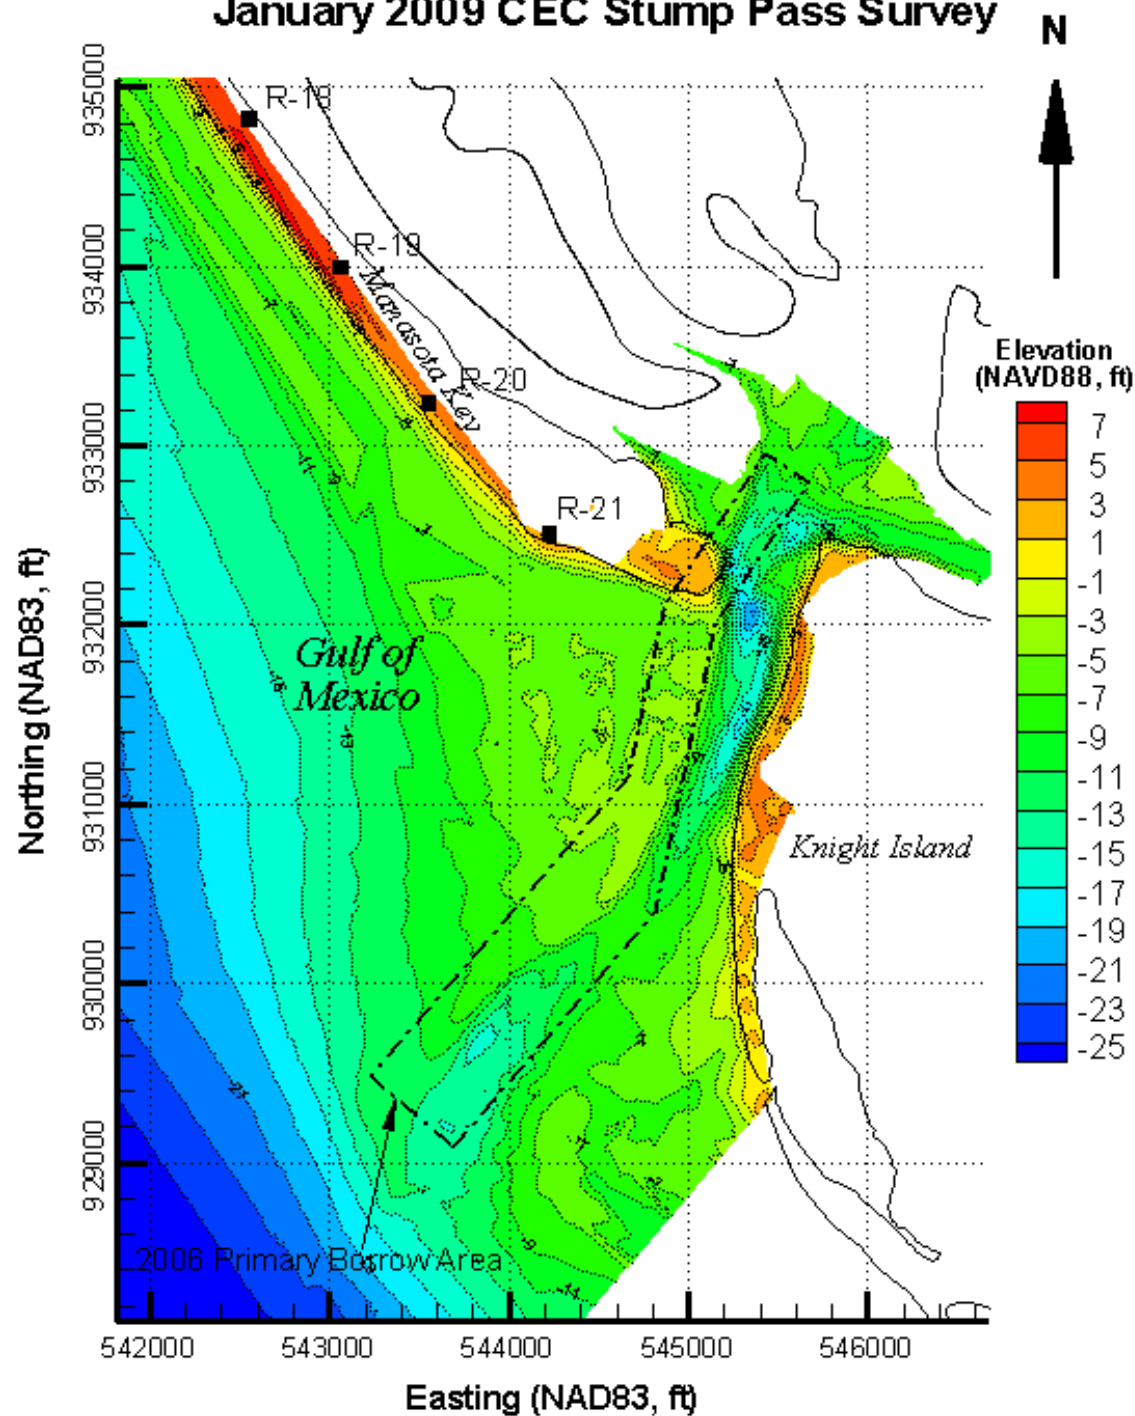 January 2009 CEC Stump Pass Survey
N
935000
934000
933000
932000
931000
930000
929000
Northing (NAD83, ft)
R-18
R-19
Manasota Key
R-20
R-21
Gulf of
Mexico
Knight Island
2006 Primary Borrow Area
Elevation
(NAVD88, ft)
7
5
3
1
-1
-3
-5
-7
-9
-11
-13
-15
-17
-19
-21
-23
-25
542000
543000
544000
545000
546000
Easting (NAD83, ft)